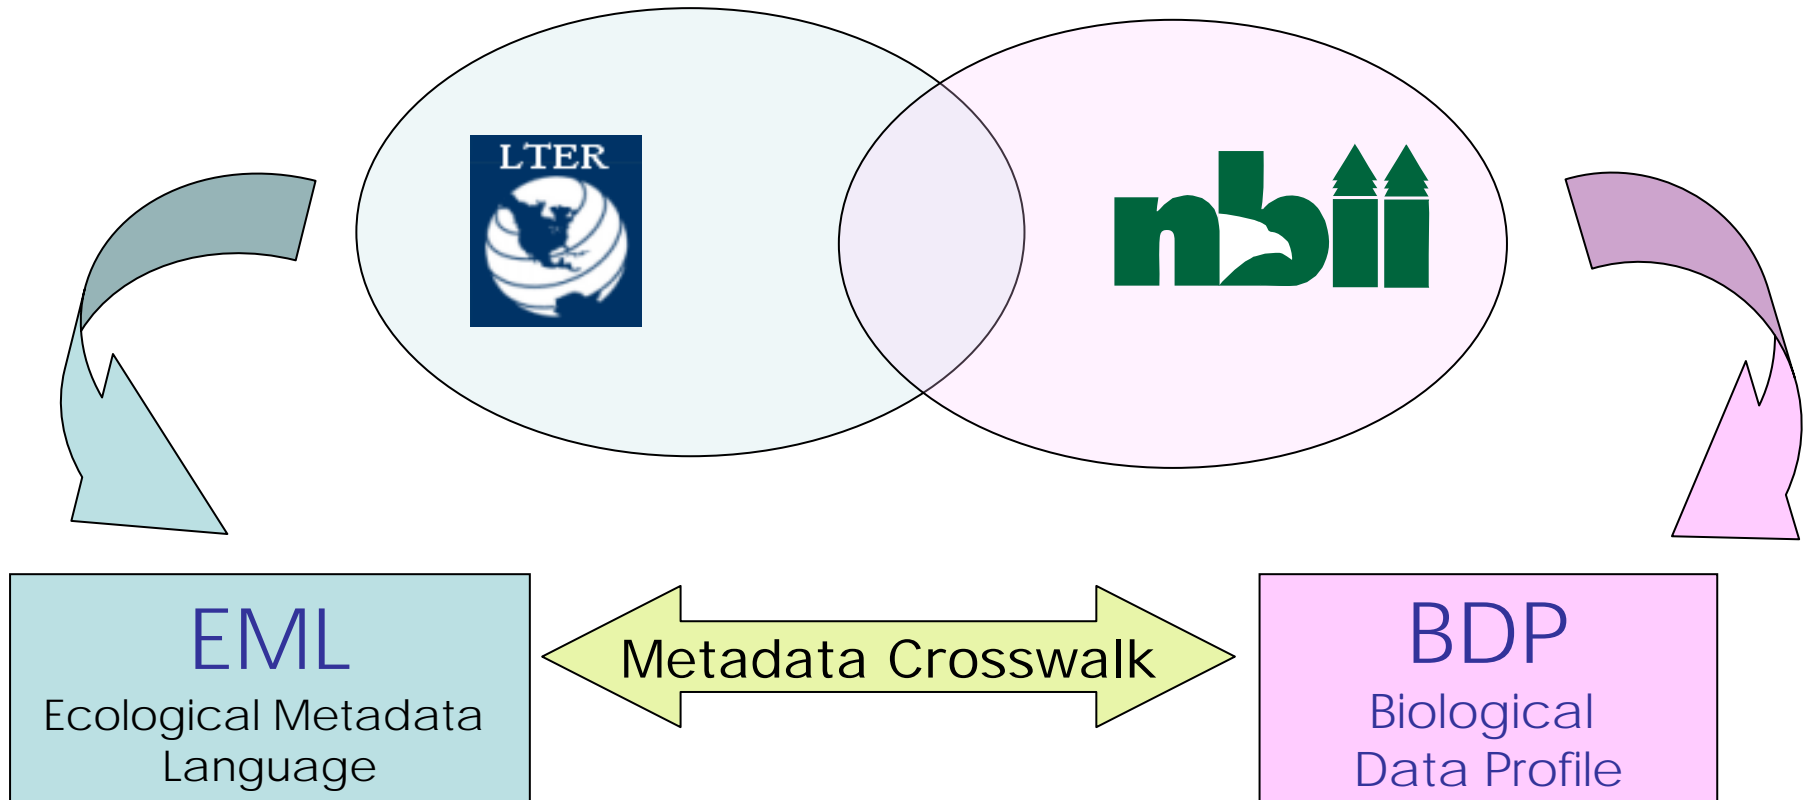 LTER
nbii
EML
Ecological Metadata
Language
Metadata Crosswalk
BDP
Biological
Data Profile